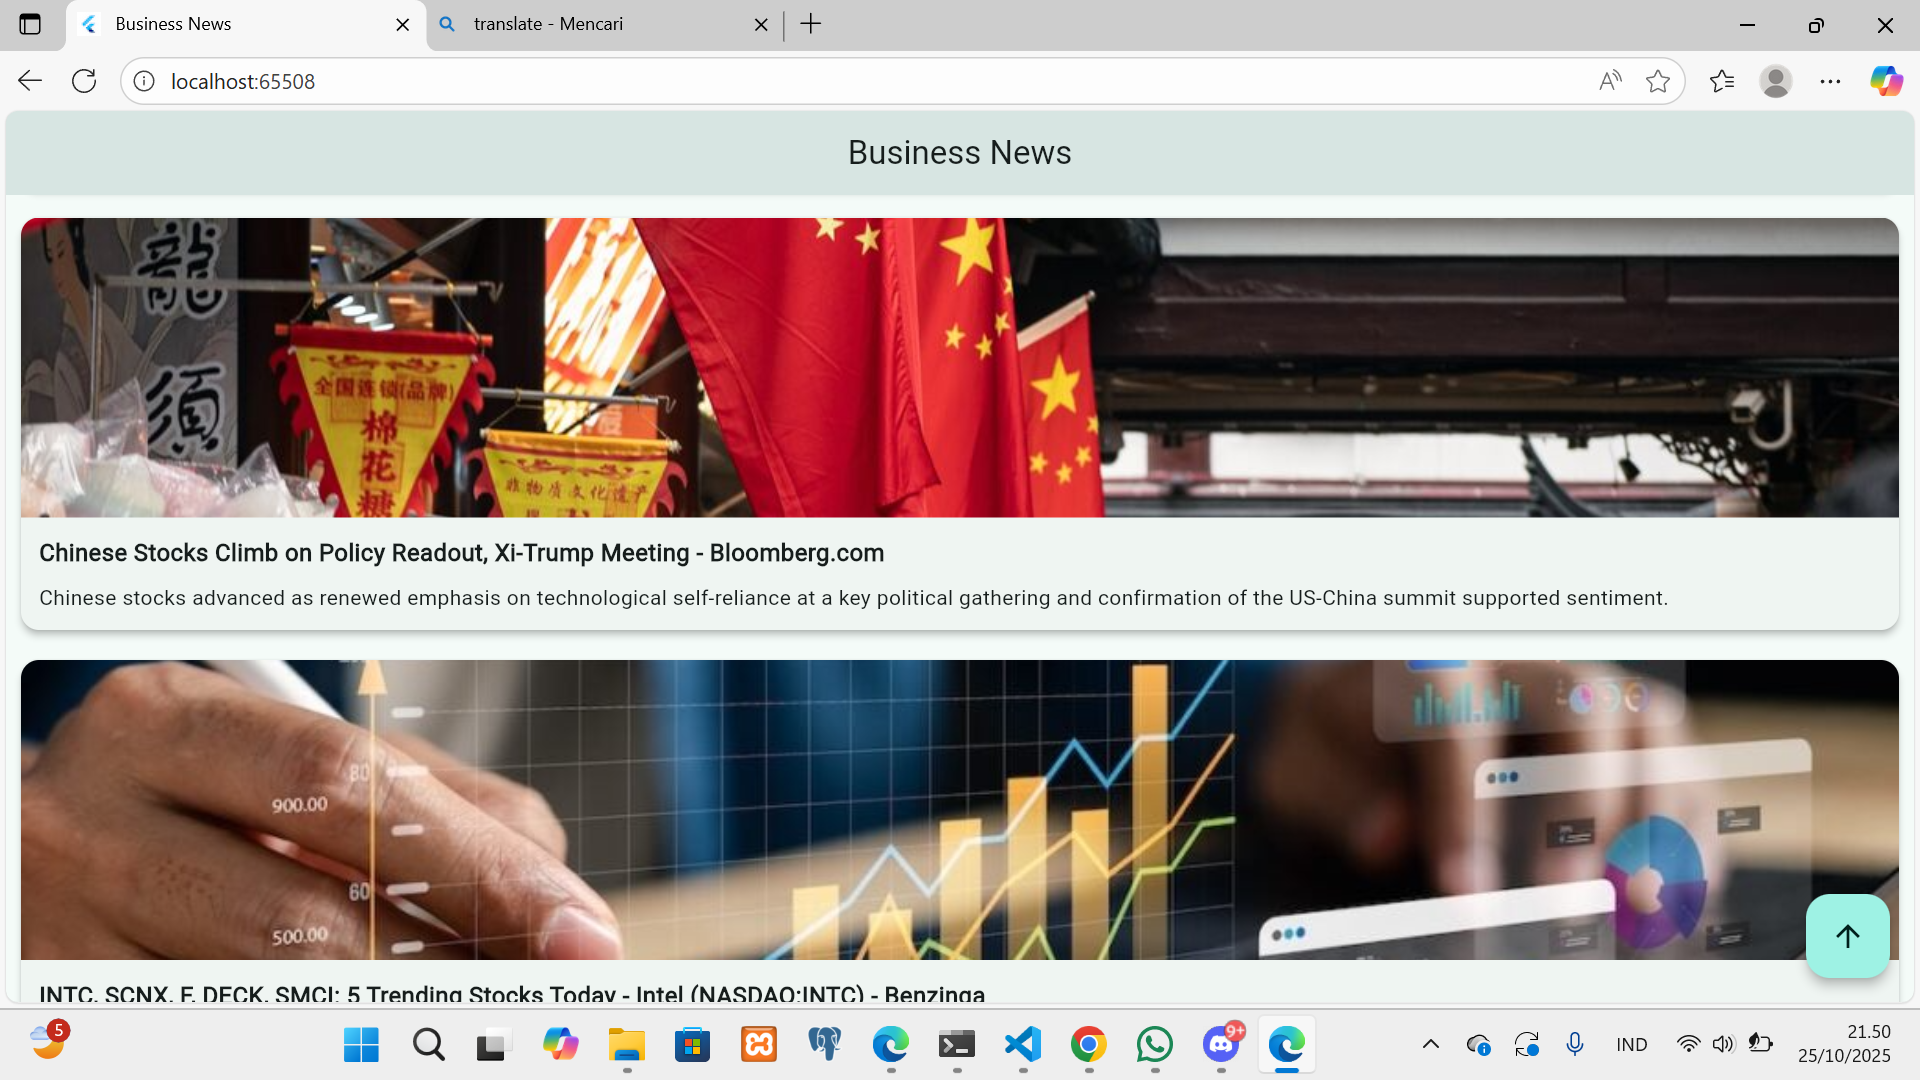 Business News
translate - Mencari
localhost:65508
Business News
龍
須
全国连锁(品牌)
棉
花
糖
非物质文化遗产
Chinese Stocks Climb on Policy Readout, Xi-Trump Meeting - Bloomberg.com
Chinese stocks advanced as renewed emphasis on technological self-reliance at a key political gathering and confirmation of the US-China summit supported sentiment.
80
900.00
60
500.00
INTC, SCNX, F, DECK, SMCI: 5 Trending Stocks Today - Intel (NASDAQ:INTC) - Benzinga
5
9+
IND
21.50
25/10/2025